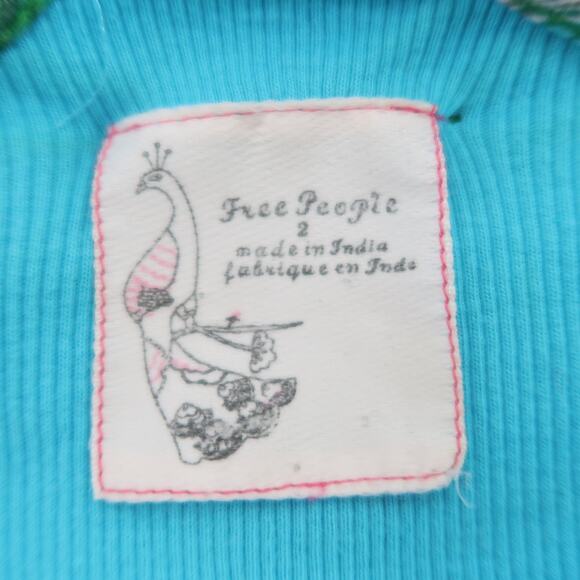 Free People
2
made in India
fabrique en Inde